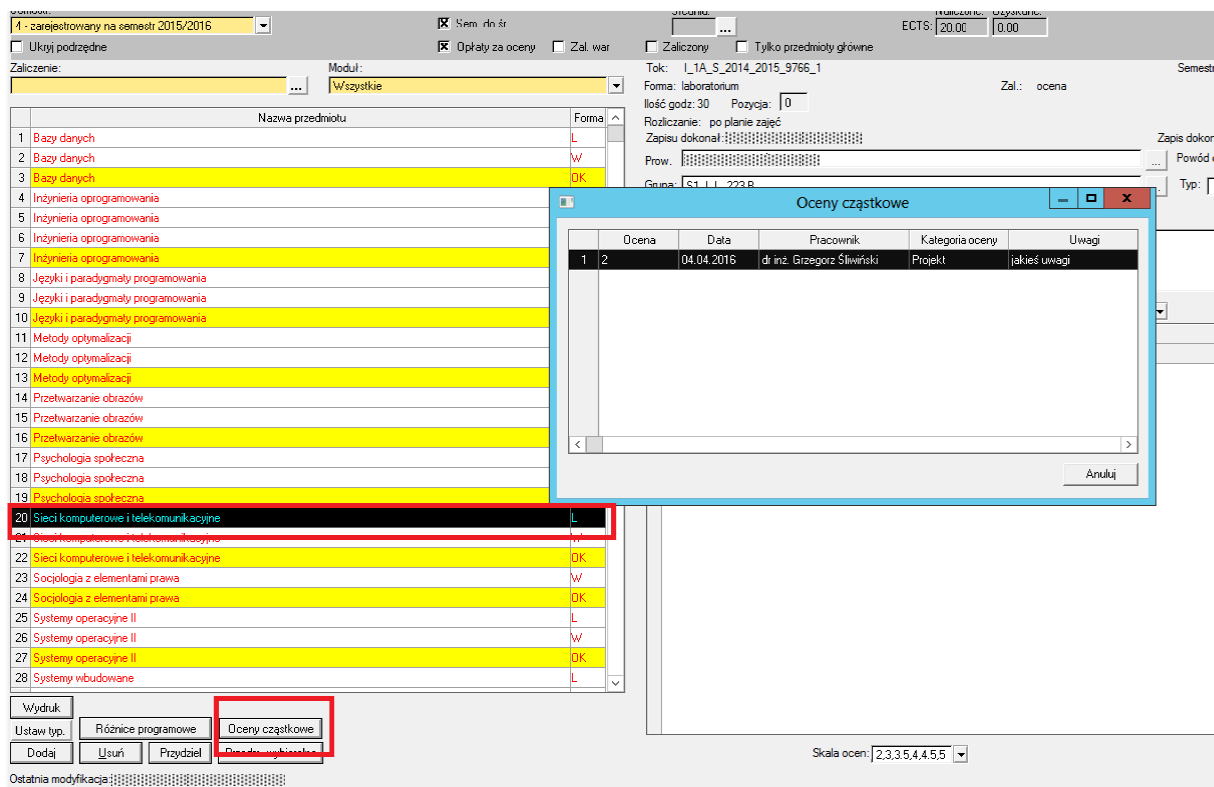 4 - zarejestrowany na semestr 2015/2016
Sem. do śr.
...
ECTS: 20.00 0.00
Ukryj podrzędne
Opłaty za oceny
Zal. war
Zaliczony
Tylko przedmioty główne
Zaliczenie:
...
Moduł:
Wszystkie
Nazwa przedmiotu Forma
1 Bazy danych L
2 Bazy danych W
3 Bazy danych OK
4 Inżynieria oprogramowania
5 Inżynieria oprogramowania
6 Inżynieria oprogramowania
7 Inżynieria oprogramowania
8 Języki i paradygmaty programowania
9 Języki i paradygmaty programowania
10 Języki i paradygmaty programowania
11 Metody optymalizacji
12 Metody optymalizacji
13 Metody optymalizacji
14 Przetwarzanie obrazów
15 Przetwarzanie obrazów
16 Przetwarzanie obrazów
17 Psychologia społeczna
18 Psychologia społeczna
19 Psychologia społeczna
20 Sieci komputerowe i telekomunikacyjne L
21 Sieci komputerowe i telekomunikacyjne W
22 Sieci komputerowe i telekomunikacyjne OK
23 Socjologia z elementami prawa W
24 Socjologia z elementami prawa OK
25 Systemy operacyjne II L
26 Systemy operacyjne II W
27 Systemy operacyjne II OK
28 Systemy wbudowane L
Tok: I_1A_S_2014_2015_9766_1
Semestr
Forma: laboratorium
Zal.: ocena
Ilość godz: 30 Pozycja: 0
Rozliczanie: po planie zajęć
Zapisu dokonał:
Zapis dokon
Prow.
...
Powód
Grupa: S1_I_L_223 B
Typ:
Oceny cząstkowe
Ocena Data Pracownik Kategoria oceny Uwagi
1 2 04.04.2016 dr inż. Grzegorz Śliwiński Projekt jakieś uwagi
Anuluj
Wydruk
Ustaw typ.
Różnice programowe
Oceny cząstkowe
Dodaj
Usuń
Przydziel
Skala ocen: 2,3,3.5,4,4.5,5
Ostatnia modyfikacja: